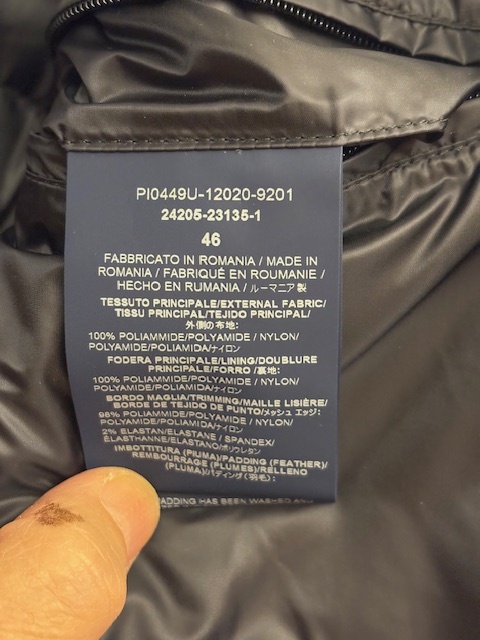 PI0449U-12020-9201
24205-23135-1
46
FABBRICATO IN ROMANIA / MADE IN
ROMANIA / FABRIQUÉ EN ROUMANIE /
HECHO EN RUMANIA / ルーマニア製
TESSUTO PRINCIPALE/EXTERNAL FABRIC/
TISSU PRINCIPAL/TEJIDO PRINCIPAL/
外側の布地:
100% POLIAMMIDE/POLYAMIDE / NYLON/
POLYAMIDE/POLIAMIDA/ナイロン
FODERA PRINCIPALE/LINING/DOUBLURE
PRINCIPALE/FORRO /裏地:
100% POLIAMMIDE/POLYAMIDE / NYLON/
POLYAMIDE/POLIAMIDA/ナイロン
BORDO MAGLIA/TRIMMING/MAILLE LISIÈRE/
BORDE DE TEJIDO DE PUNTO/メッシュ エッジ:
98% POLIAMMIDE/POLYAMIDE / NYLON/
POLYAMIDE/POLIAMIDA/ナイロン
2% ELASTAN/ELASTANE / SPANDEX/
ÉLASTHANNE/ELASTANO/ポリウレタン
IMBOTTITURA (PIUMA)/PADDING (FEATHER)/
REMBOURRAGE (PLUMES)/RELLENO
(PLUMA)/パディング (羽毛):
PADDING HAS BEEN WASHED AND